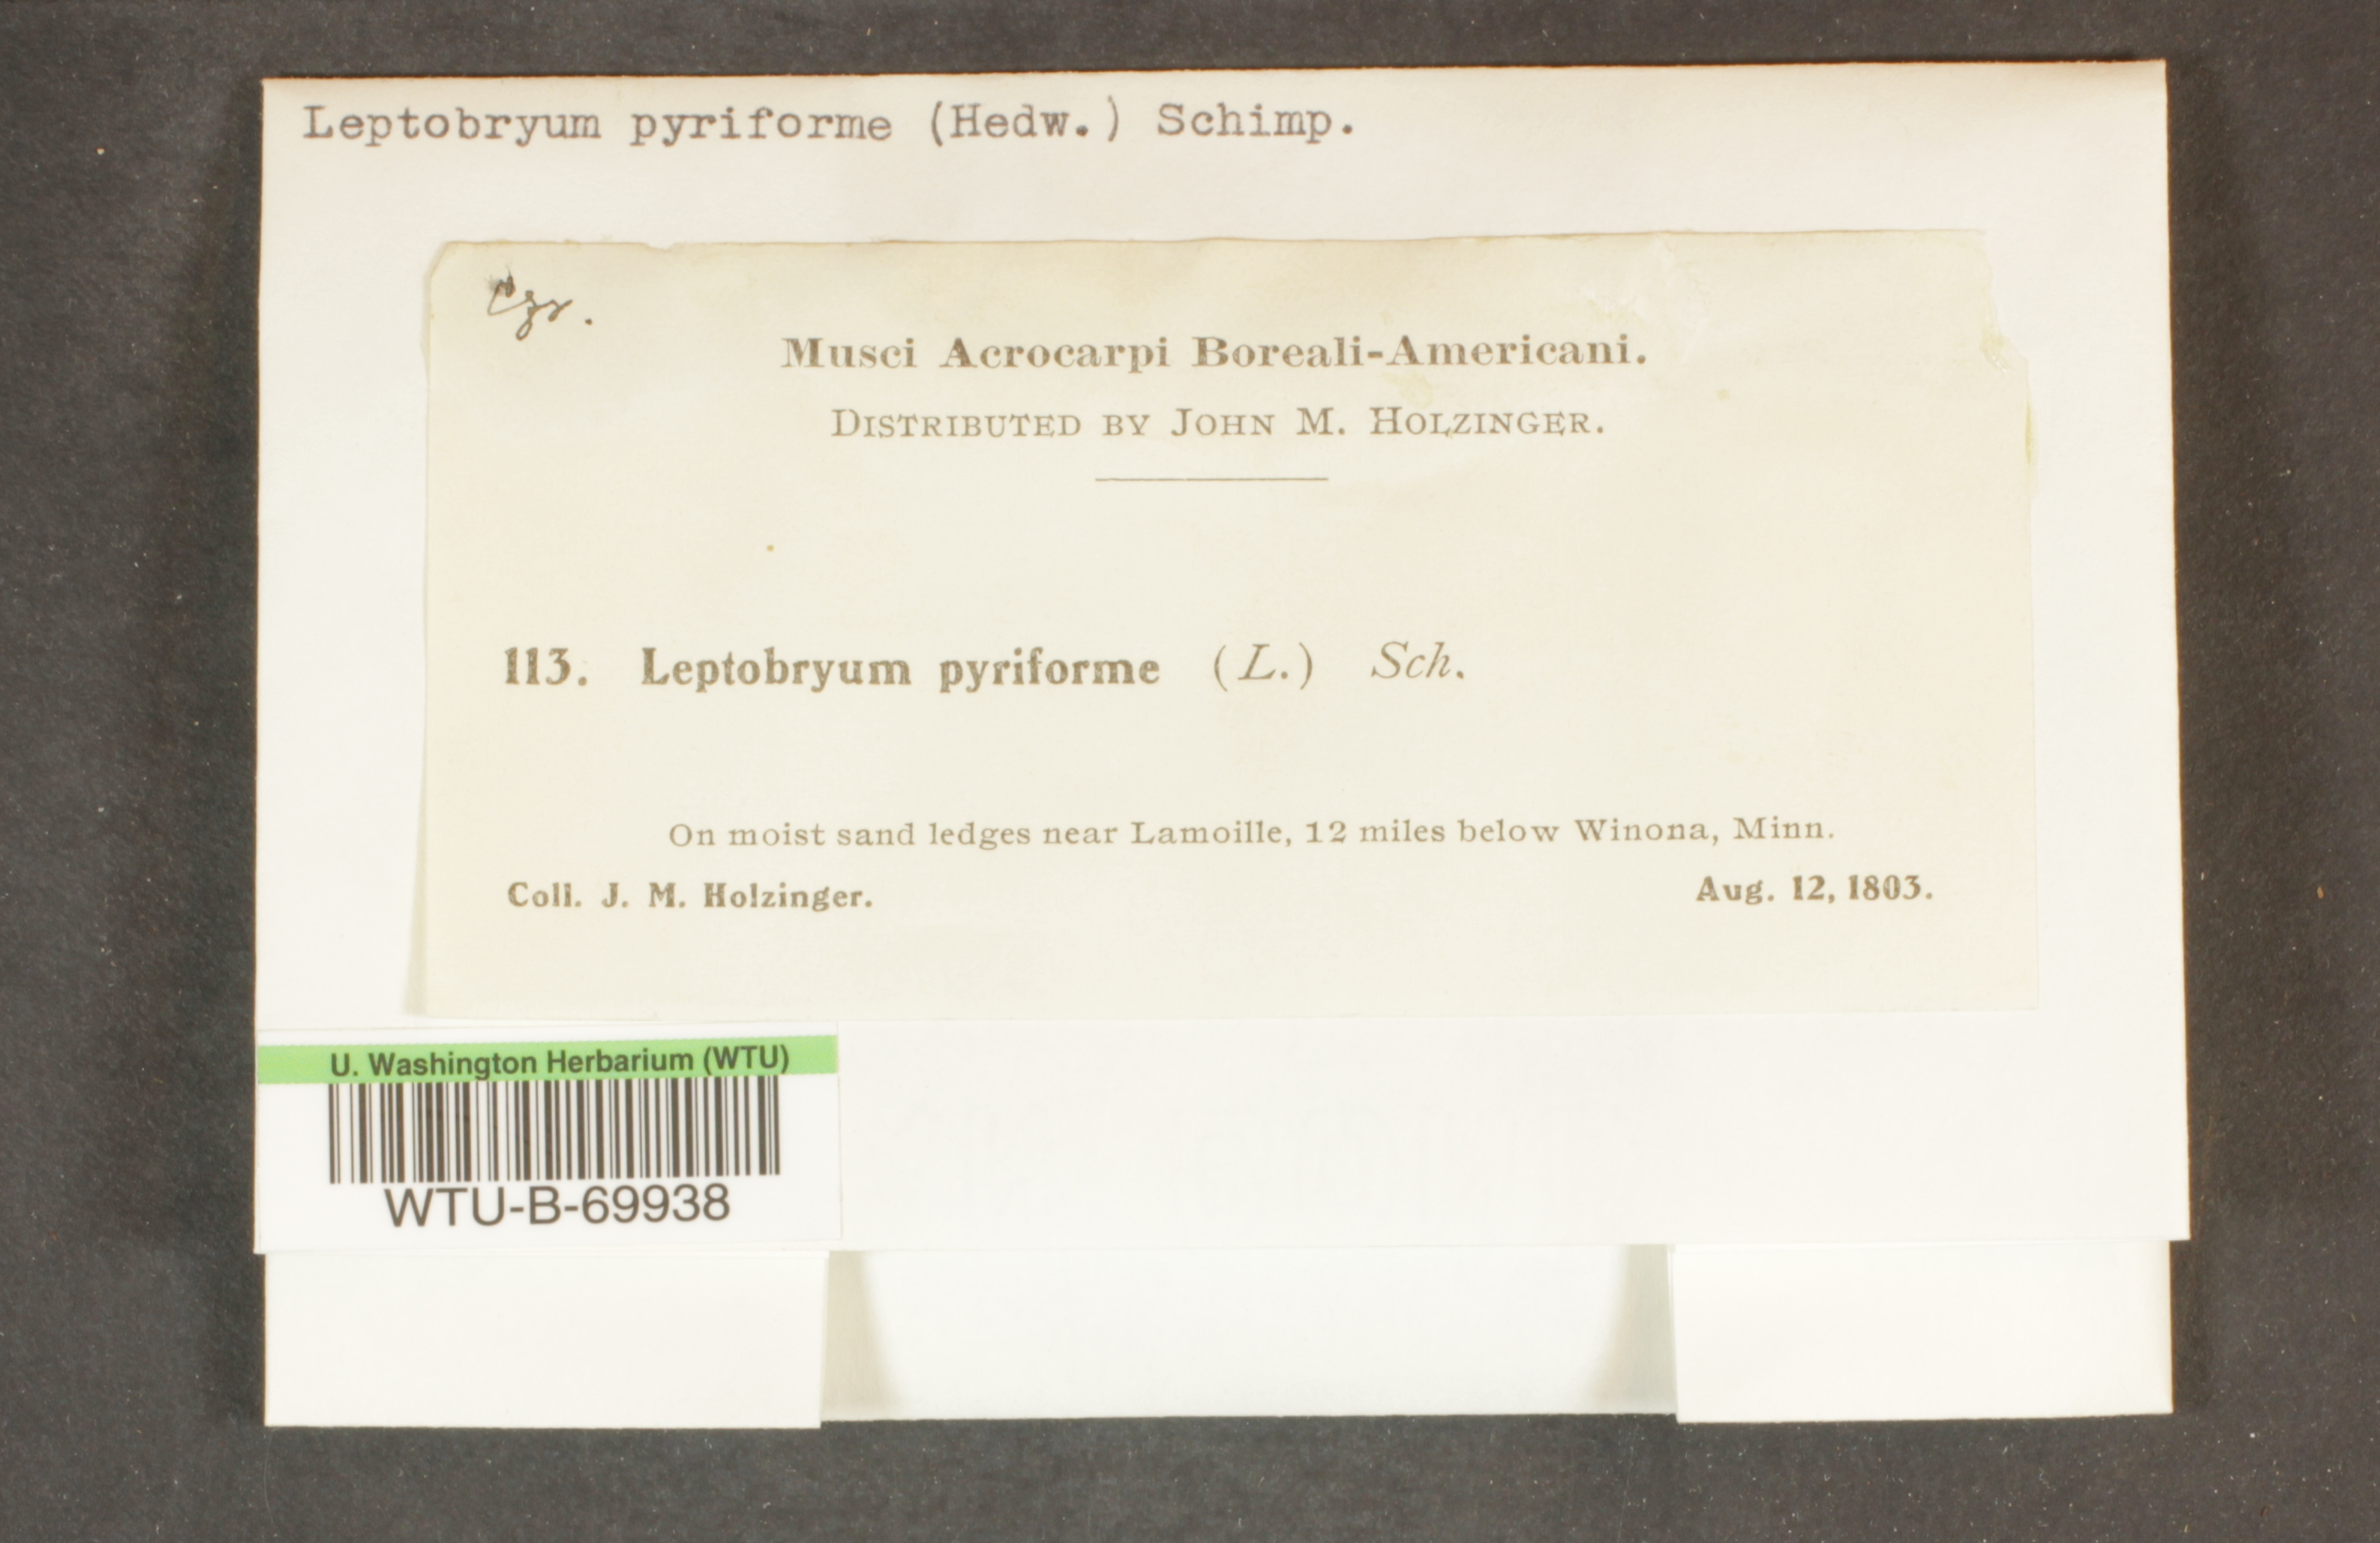 Leptobryum pyriforme (Hedw.) Schimp.
Musci Acrocarpi Boreali-Americani.
Distributed by John M. Holzinger.
113. Leptobryum pyriforme (L.) Sch.
On moist sand ledges near Lamoille, 12 miles below Winona, Minn.
Coll. J. M. Holzinger. Aug. 12, 1803.
U. Washington Herbarium (WTU)
WTU-B-69938